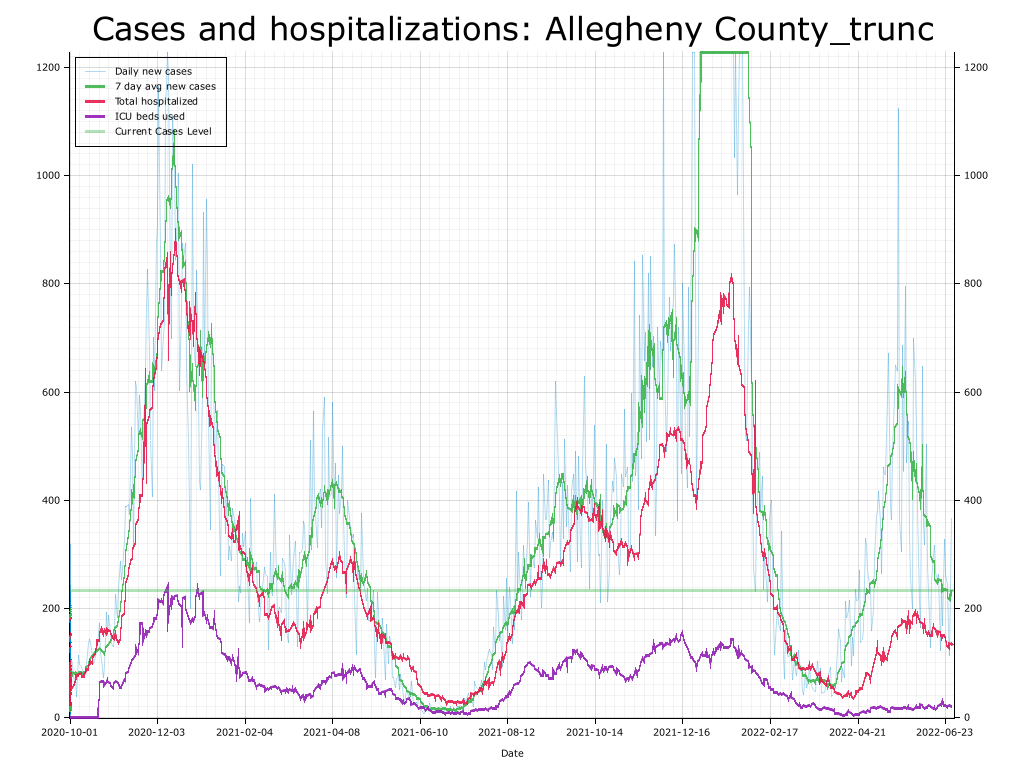 Cases and hospitalizations: Allegheny County_trunc
Daily new cases
7 day avg new cases
Total hospitalized
ICU beds used
Current Cases Level
1200 1200
1000 1000
800 800
600 600
400 400
200 200
0 0
2020-10-01 2020-12-03 2021-02-04 2021-04-08 2021-06-10 2021-08-12 2021-10-14 2021-12-16 2022-02-17 2022-04-21 2022-06-23
Date